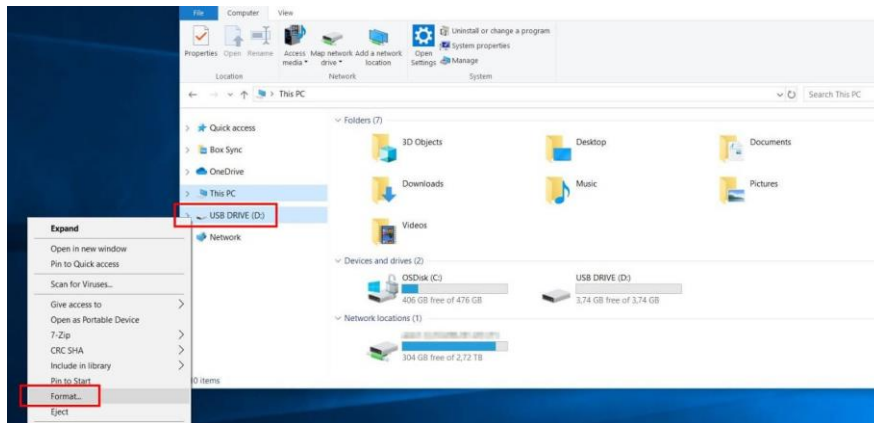 File Computer View
Properties Open Rename Access media Map network drive Add a network location Open Settings Uninstall or change a program
System properties
Manage
Location Network System
This PC Search This PC
Quick access
Box Sync
OneDrive
This PC
USB DRIVE (D:)
Network
Folders (7)
3D Objects Desktop Documents
Downloads Music Pictures
Videos
Devices and drives (2)
OSDisk (C:) USB DRIVE (D:)
406 GB free of 476 GB 3,74 GB free of 3,74 GB
Network locations (1)
304 GB free of 2,72 TB
0 items
Expand
Open in new window
Pin to Quick access
Scan for Viruses...
Give access to
Open as Portable Device
7-Zip
CRC SHA
Include in library
Pin to Start
Format...
Eject